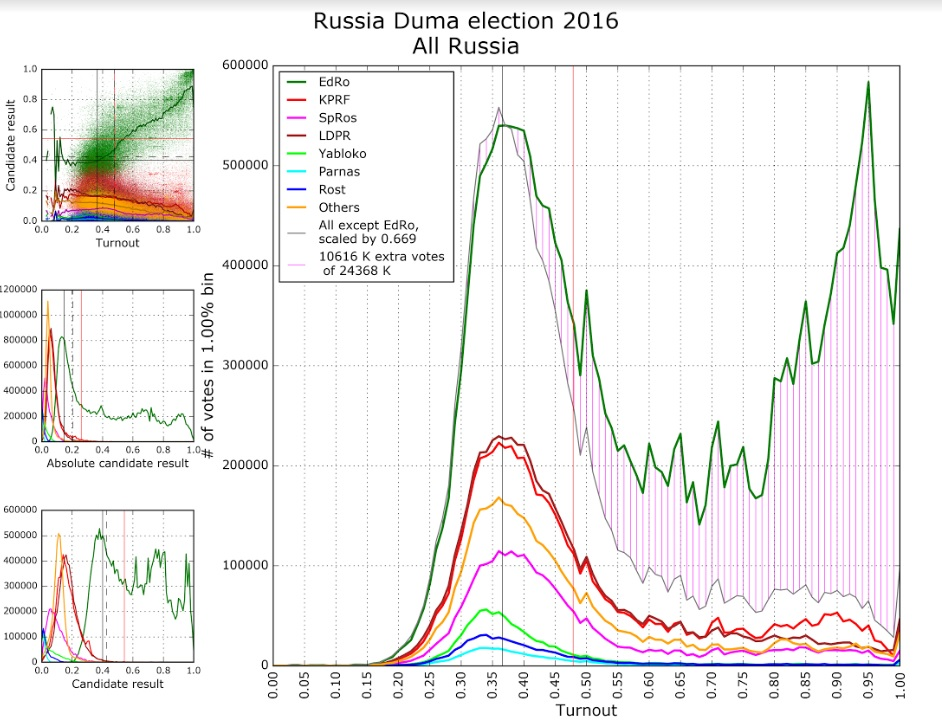 Russia Duma election 2016
All Russia
1.0
0.8
0.6
0.4
0.2
0.0
0.0 0.2 0.4 0.6 0.8 1.0
Candidate result
Turnout
1200000
1000000
800000
600000
400000
200000
0
0.0 0.2 0.4 0.6 0.8 1.0
Absolute candidate result
600000
500000
400000
300000
200000
100000
0
0.0 0.2 0.4 0.6 0.8 1.0
Candidate result
# of votes in 1.00% bin
600000
500000
400000
300000
200000
100000
0
EdRo
KPRF
SpRos
LDPR
Yabloko
Parnas
Rost
Others
All except EdRo,
scaled by 0.669
10616 K extra votes
of 24368 K
0.00 0.05 0.10 0.15 0.20 0.25 0.30 0.35 0.40 0.45 0.50 0.55 0.60 0.65 0.70 0.75 0.80 0.85 0.90 0.95 1.00
Turnout